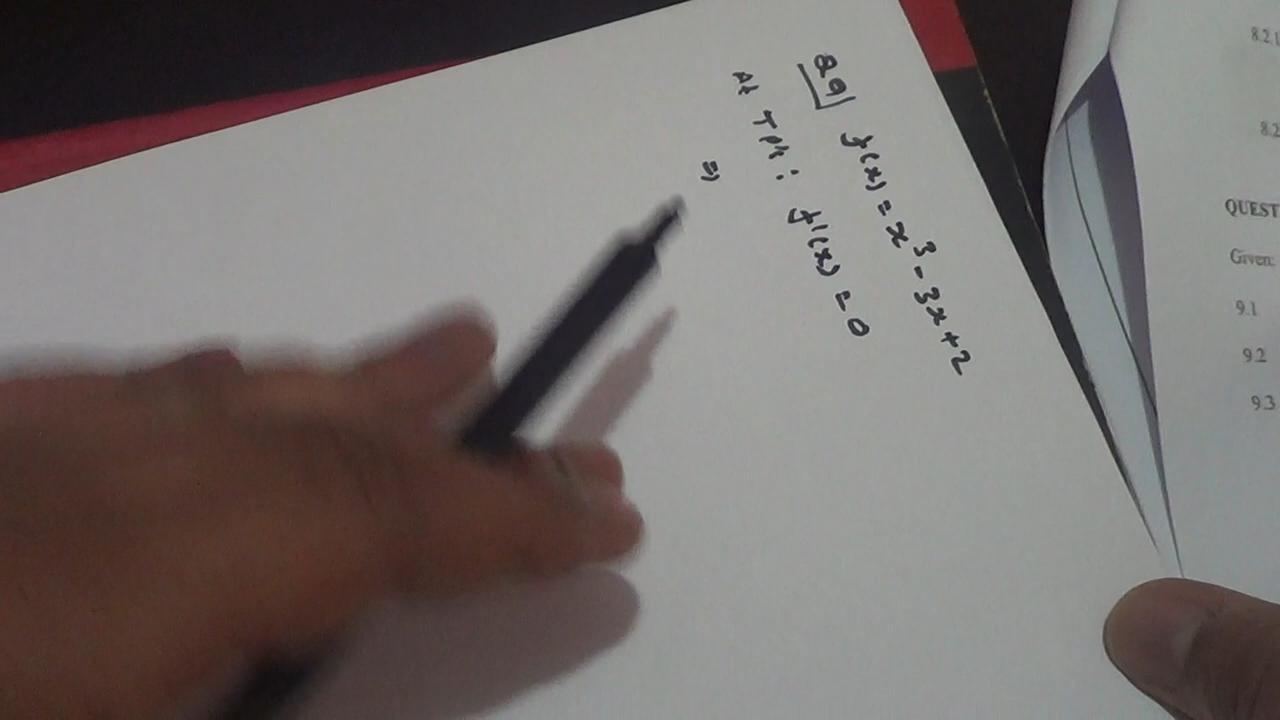 Q9
f(x) = x³ - 3x + 2
At T pts : f'(x) = 0
⇒
8.2.1
8.2
QUEST
Given:
9.1
9.2
9.3